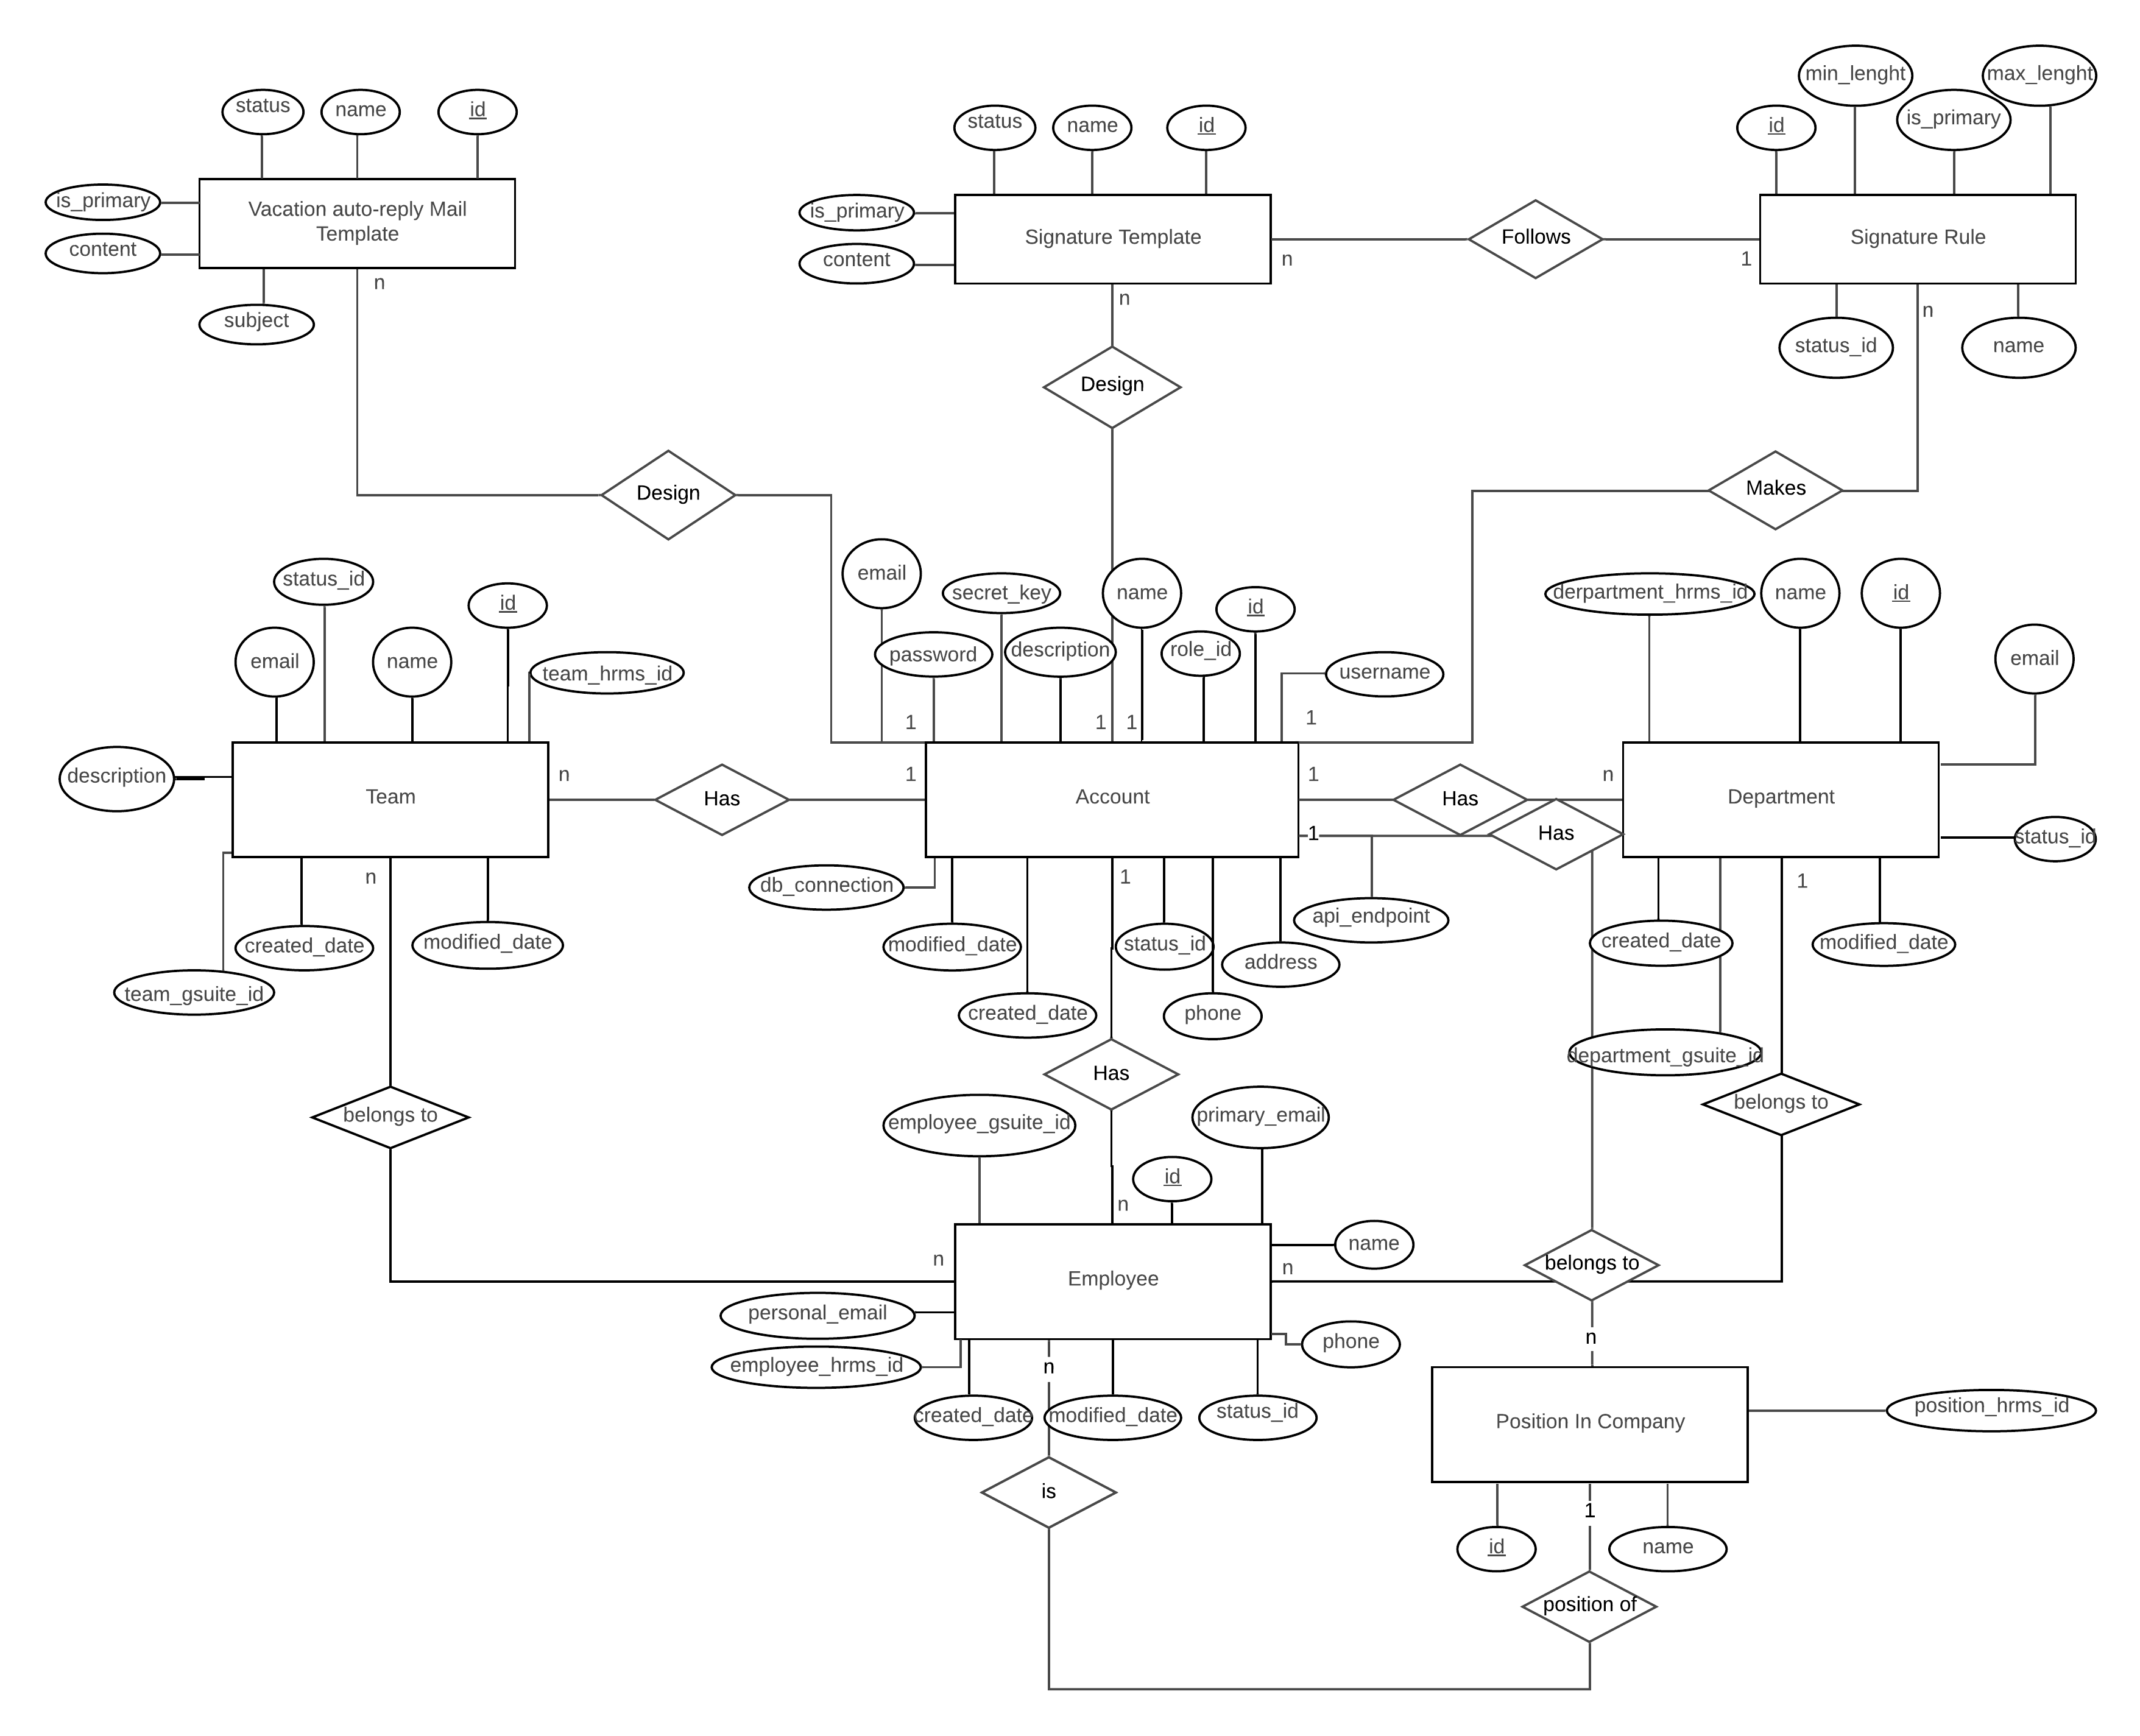 min_lenght
max_lenght
status
name
id
status
name
id
id
is_primary
is_primary
content
Vacation auto-reply Mail
Template
is_primary
content
Signature Template
n
Follows
1
Signature Rule
n
subject
n
n
status_id
name
Design
Design
Makes
email
status_id
id
secret_key
name
id
derpartment_hrms_id
name
id
email
name
team_hrms_id
password
description
role_id
username
email
1
1
1
1
description
Team
n
Has
1
Account
1
Has
n
Department
1
Has
status_id
n
db_connection
1
1
created_date
modified_date
team_gsuite_id
modified_date
status_id
address
api_endpoint
created_date
phone
created_date
modified_date
department_gsuite_id
belongs to
Has
belongs to
employee_gsuite_id
primary_email
id
n
n
Employee
name
n
belongs to
personal_email
employee_hrms_id
n
phone
n
created_date
modified_date
status_id
Position In Company
position_hrms_id
is
1
id
name
position of